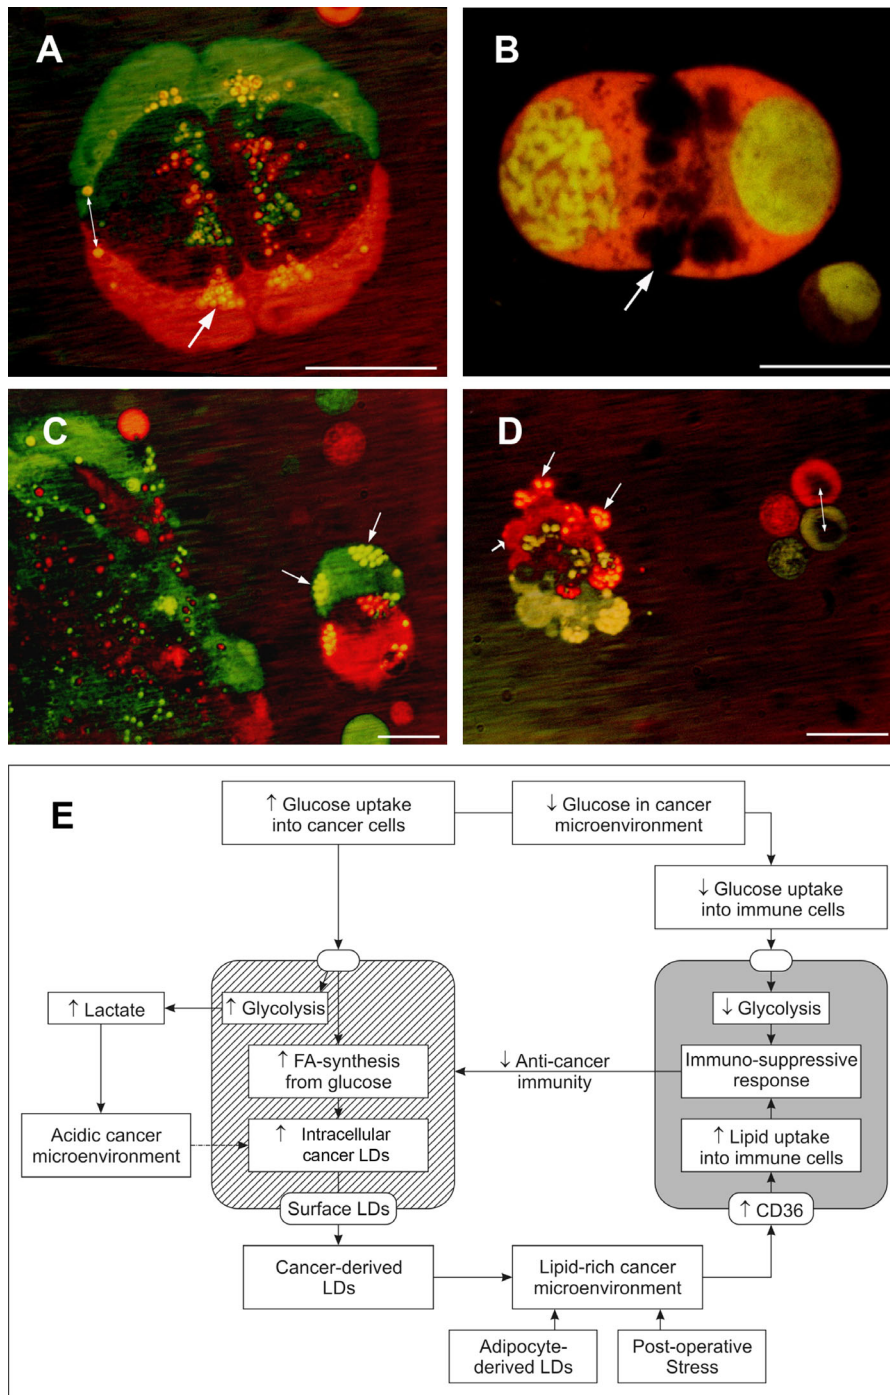 A
B
C
D
E
↑ Glucose uptake
into cancer cells
↓ Glucose in cancer
microenvironment
↓ Glucose uptake
into immune cells
↑ Lactate
↑ Glycolysis
↓ Glycolysis
↑ FA-synthesis
from glucose
↓ Anti-cancer
immunity
Immuno-suppressive
response
Acidic cancer
microenvironment
↑ Intracellular
cancer LDs
↑ Lipid uptake
into immune cells
Surface LDs
↑ CD36
Cancer-derived
LDs
Lipid-rich cancer
microenvironment
Adipocyte-
derived LDs
Post-operative
Stress